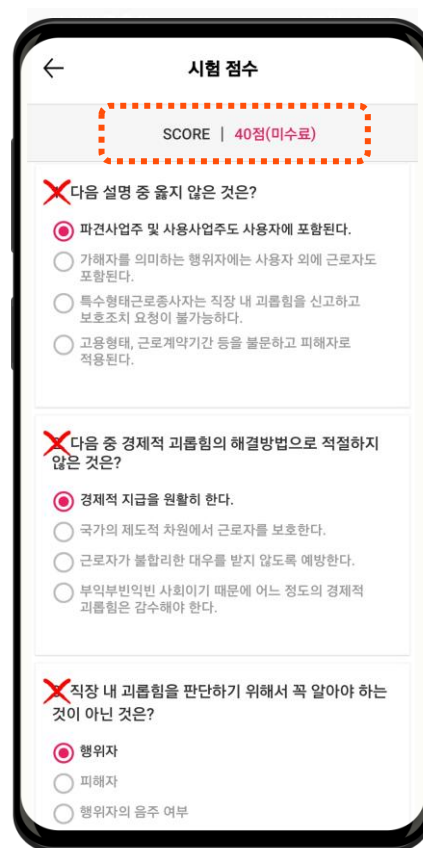 시험 점수
SCORE | 40점(미수료)
다음 설명 중 옳지 않은 것은?
파견사업주 및 사용사업주도 사용자에 포함된다.
가해자를 의미하는 행위자에는 사용자 외에 근로자도
포함된다.
특수형태근로종사자는 직장 내 괴롭힘을 신고하고
보호조치 요청이 불가능하다.
고용형태, 근로계약기간 등을 불문하고 피해자로
적용된다.
다음 중 경제적 괴롭힘의 해결방법으로 적절하지
않은 것은?
경제적 지급을 원활히 한다.
국가의 제도적 차원에서 근로자를 보호한다.
근로자가 불합리한 대우를 받지 않도록 예방한다.
부익부빈익빈 사회이기 때문에 어느 정도의 경제적
괴롭힘은 감수해야 한다.
직장 내 괴롭힘을 판단하기 위해서 꼭 알아야 하는
것이 아닌 것은?
행위자
피해자
행위자의 음주 여부